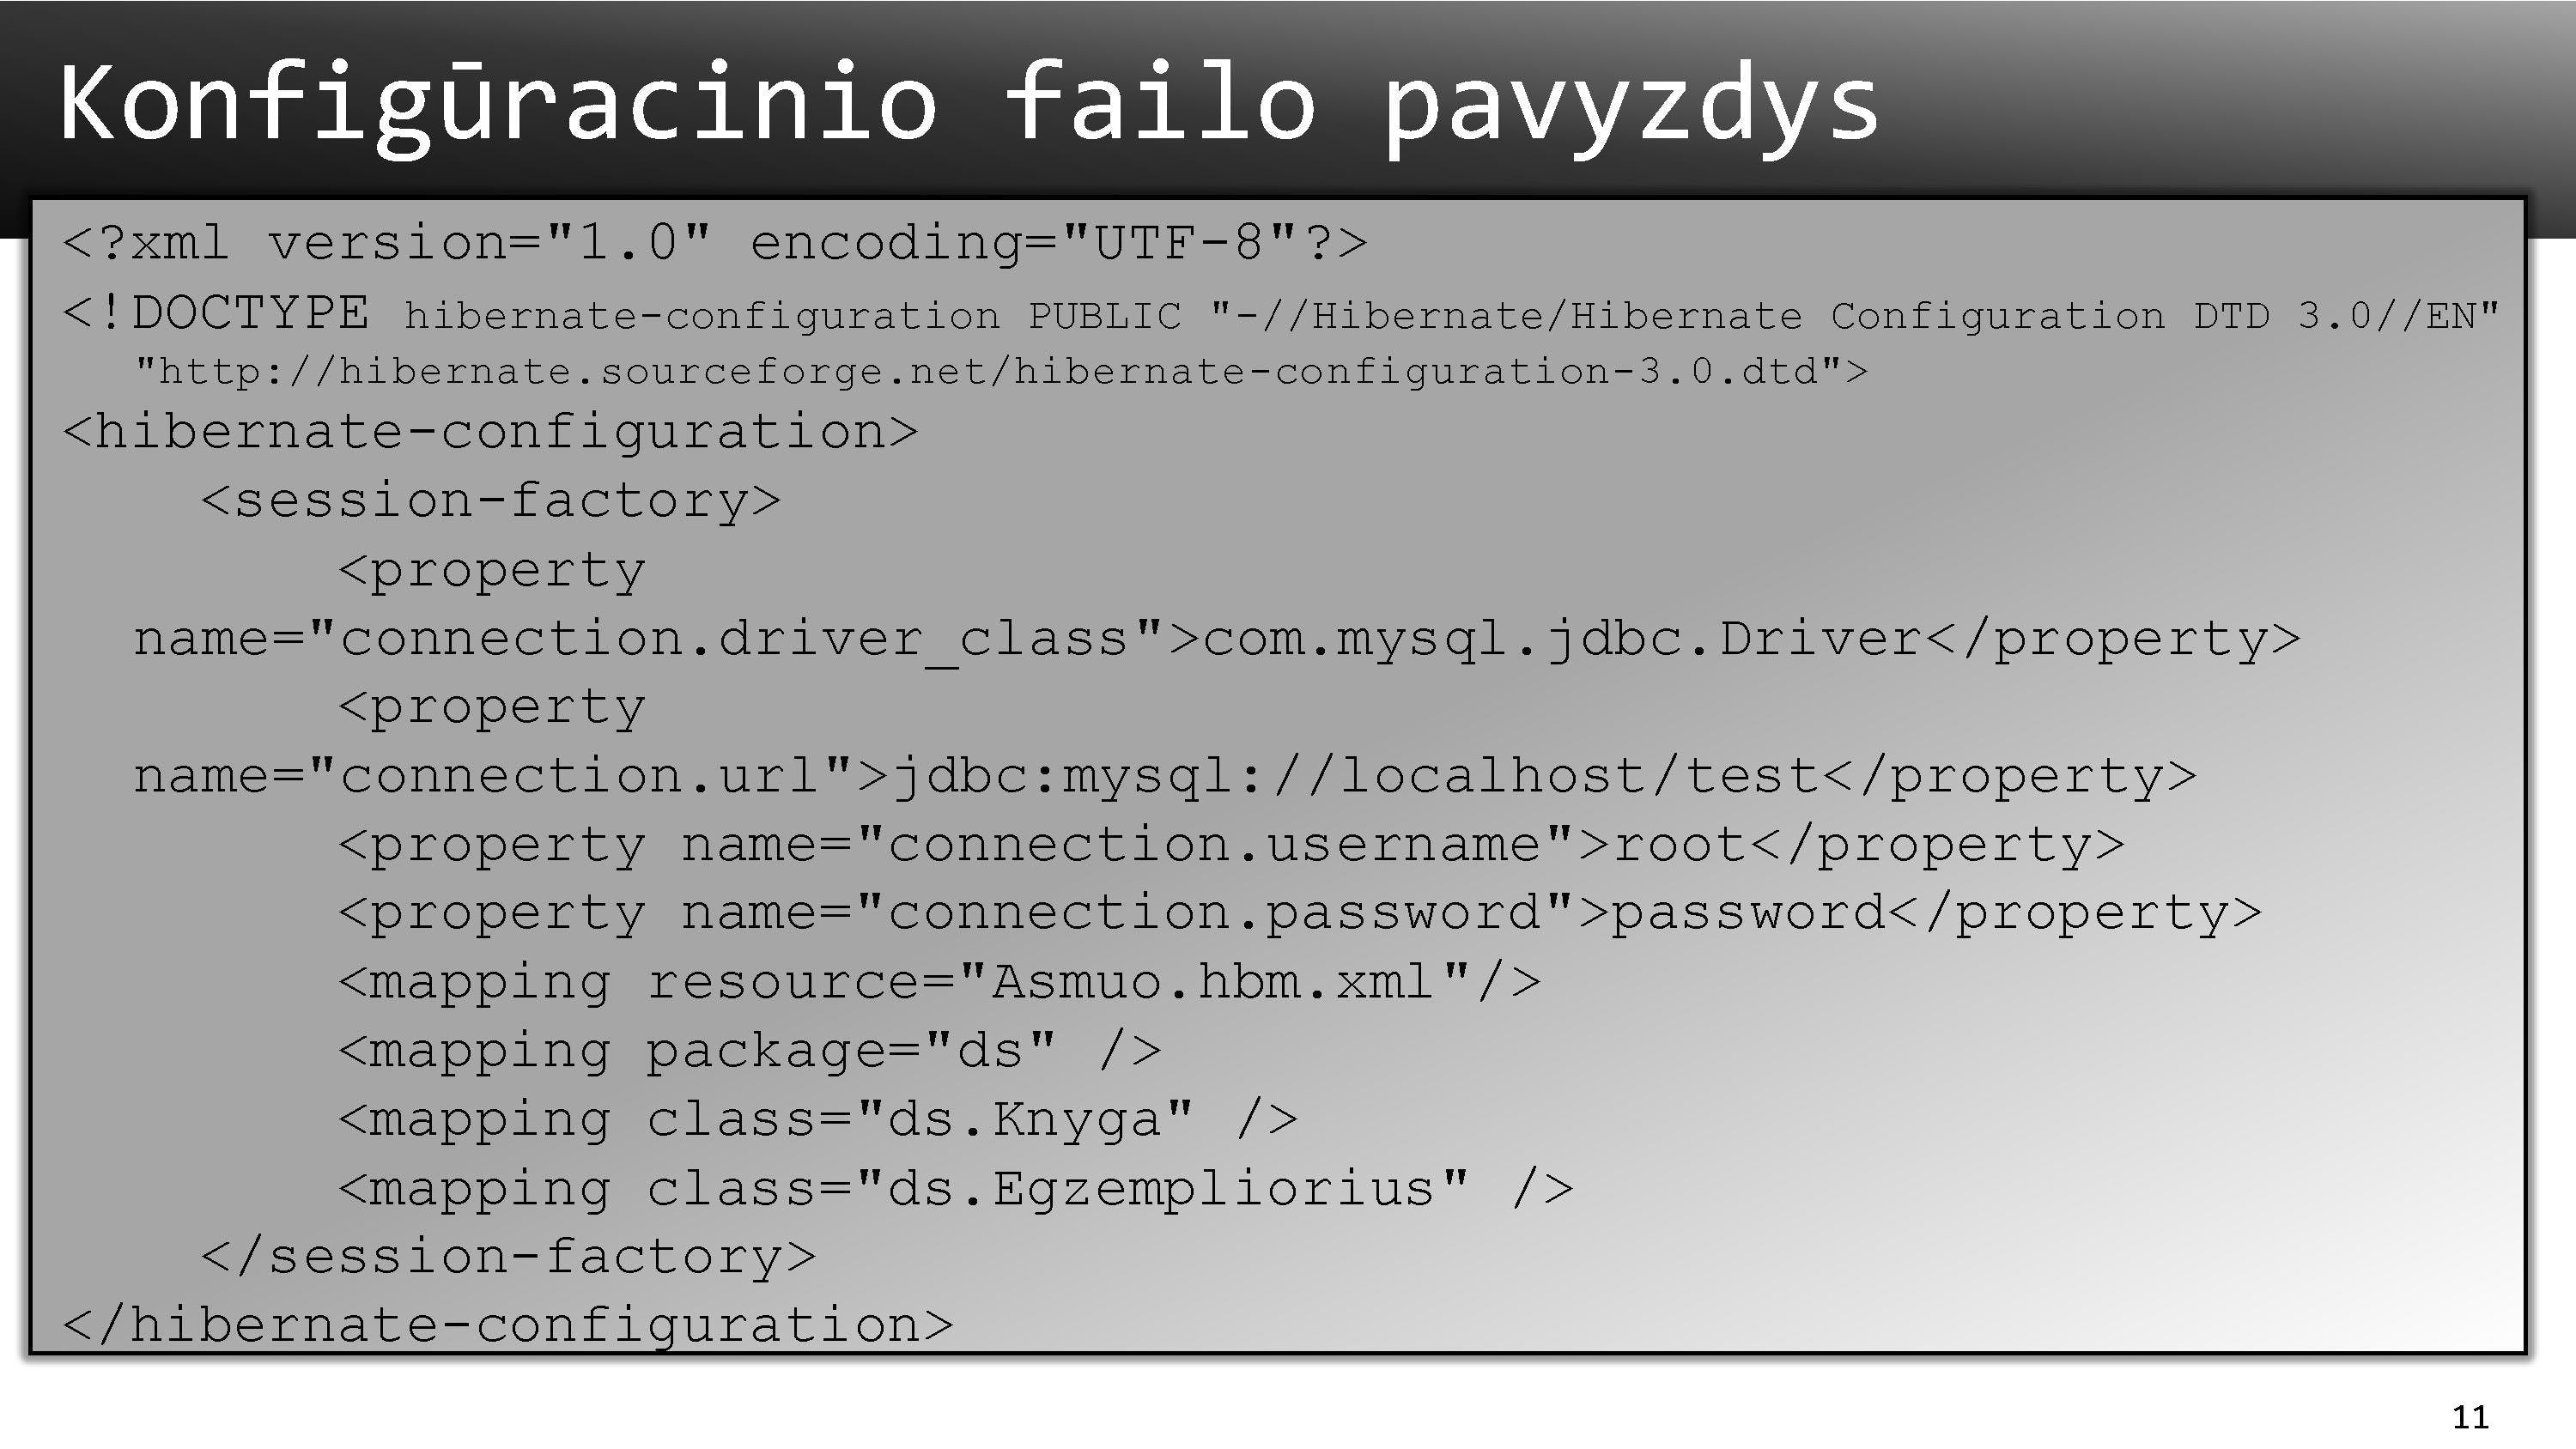 Konfigūracinio failo pavyzdys
<?xml version="1.0" encoding="UTF-8"?>
<!DOCTYPE hibernate-configuration PUBLIC "-//Hibernate/Hibernate Configuration DTD 3.0//EN"
"http://hibernate.sourceforge.net/hibernate-configuration-3.0.dtd">
<hibernate-configuration>
<session-factory>
<property
name="connection.driver_class">com.mysql.jdbc.Driver</property>
<property
name="connection.url">jdbc:mysql://localhost/test</property>
<property name="connection.username">root</property>
<property name="connection.password">password</property>
<mapping resource="Asmuo.hbm.xml"/>
<mapping package="ds" />
<mapping class="ds.Knyga" />
<mapping class="ds.Egzempliorius" />
</session-factory>
</hibernate-configuration>
11